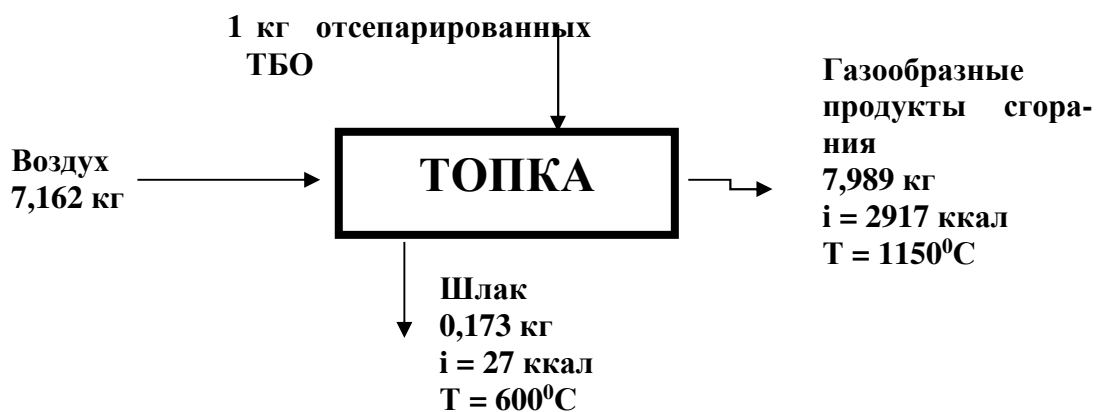 1 кг отсепарированных
ТБО
Газообразные
продукты сгора-
ния
7,989 кг
i = 2917 ккал
T = 1150⁰C
Воздух
7,162 кг
ТОПКА
Шлак
0,173 кг
i = 27 ккал
T = 600⁰C